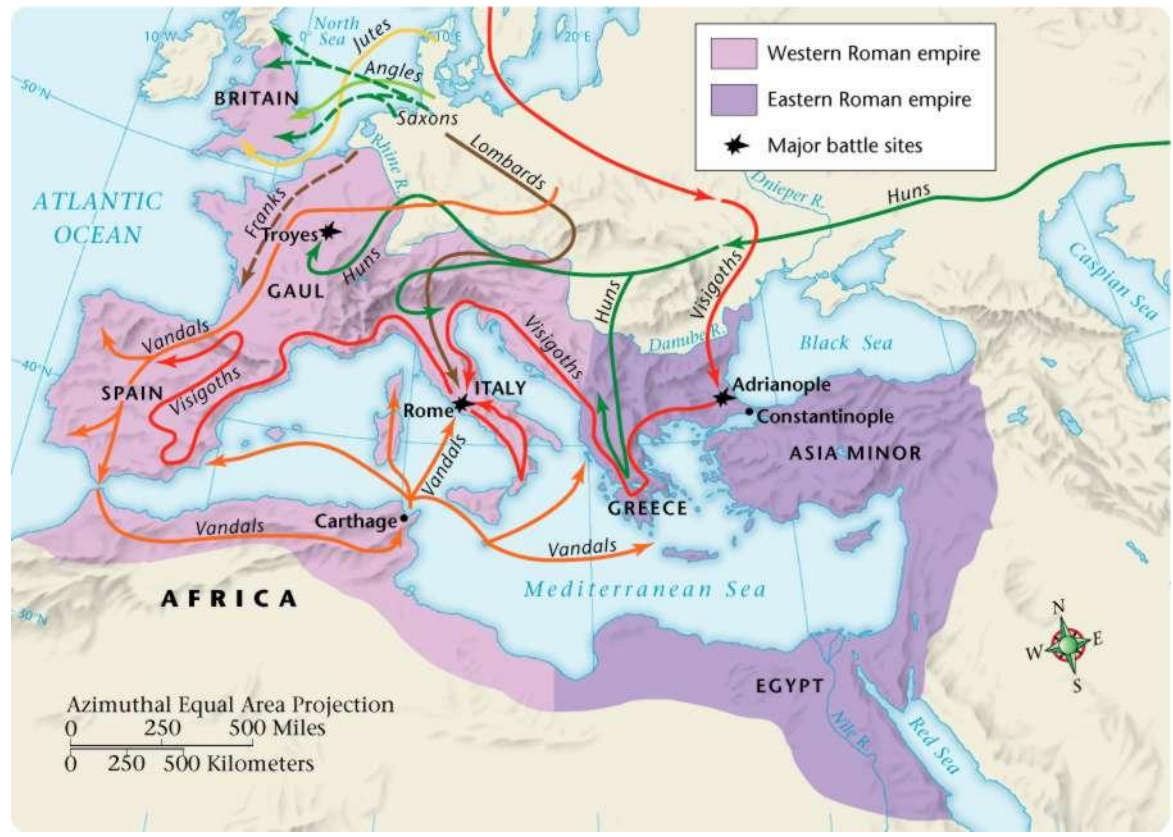 North
Sea
10°W
0°
10°E
20°E
Jutes
Angles
Saxons
50°N
BRITAIN
Western Roman empire
Eastern Roman empire
Major battle sites
Rhine R.
Lombards
Dnieper R.
Huns
ATLANTIC
OCEAN
Franks
Troyes
Huns
GAUL
Huns
Visigoths
Caspian Sea
Vandals
Visigoths
Danube R.
Black Sea
40°N
SPAIN
Visigoths
ITALY
Rome
Adrianople
Constantinople
ASIA MINOR
Vandals
GREECE
Carthage
Vandals
Vandals
AFRICA
Mediterranean Sea
30°N
EGYPT
Nile R.
Red Sea
N
W
E
S
Azimuthal Equal Area Projection
0 250 500 Miles
0 250 500 Kilometers